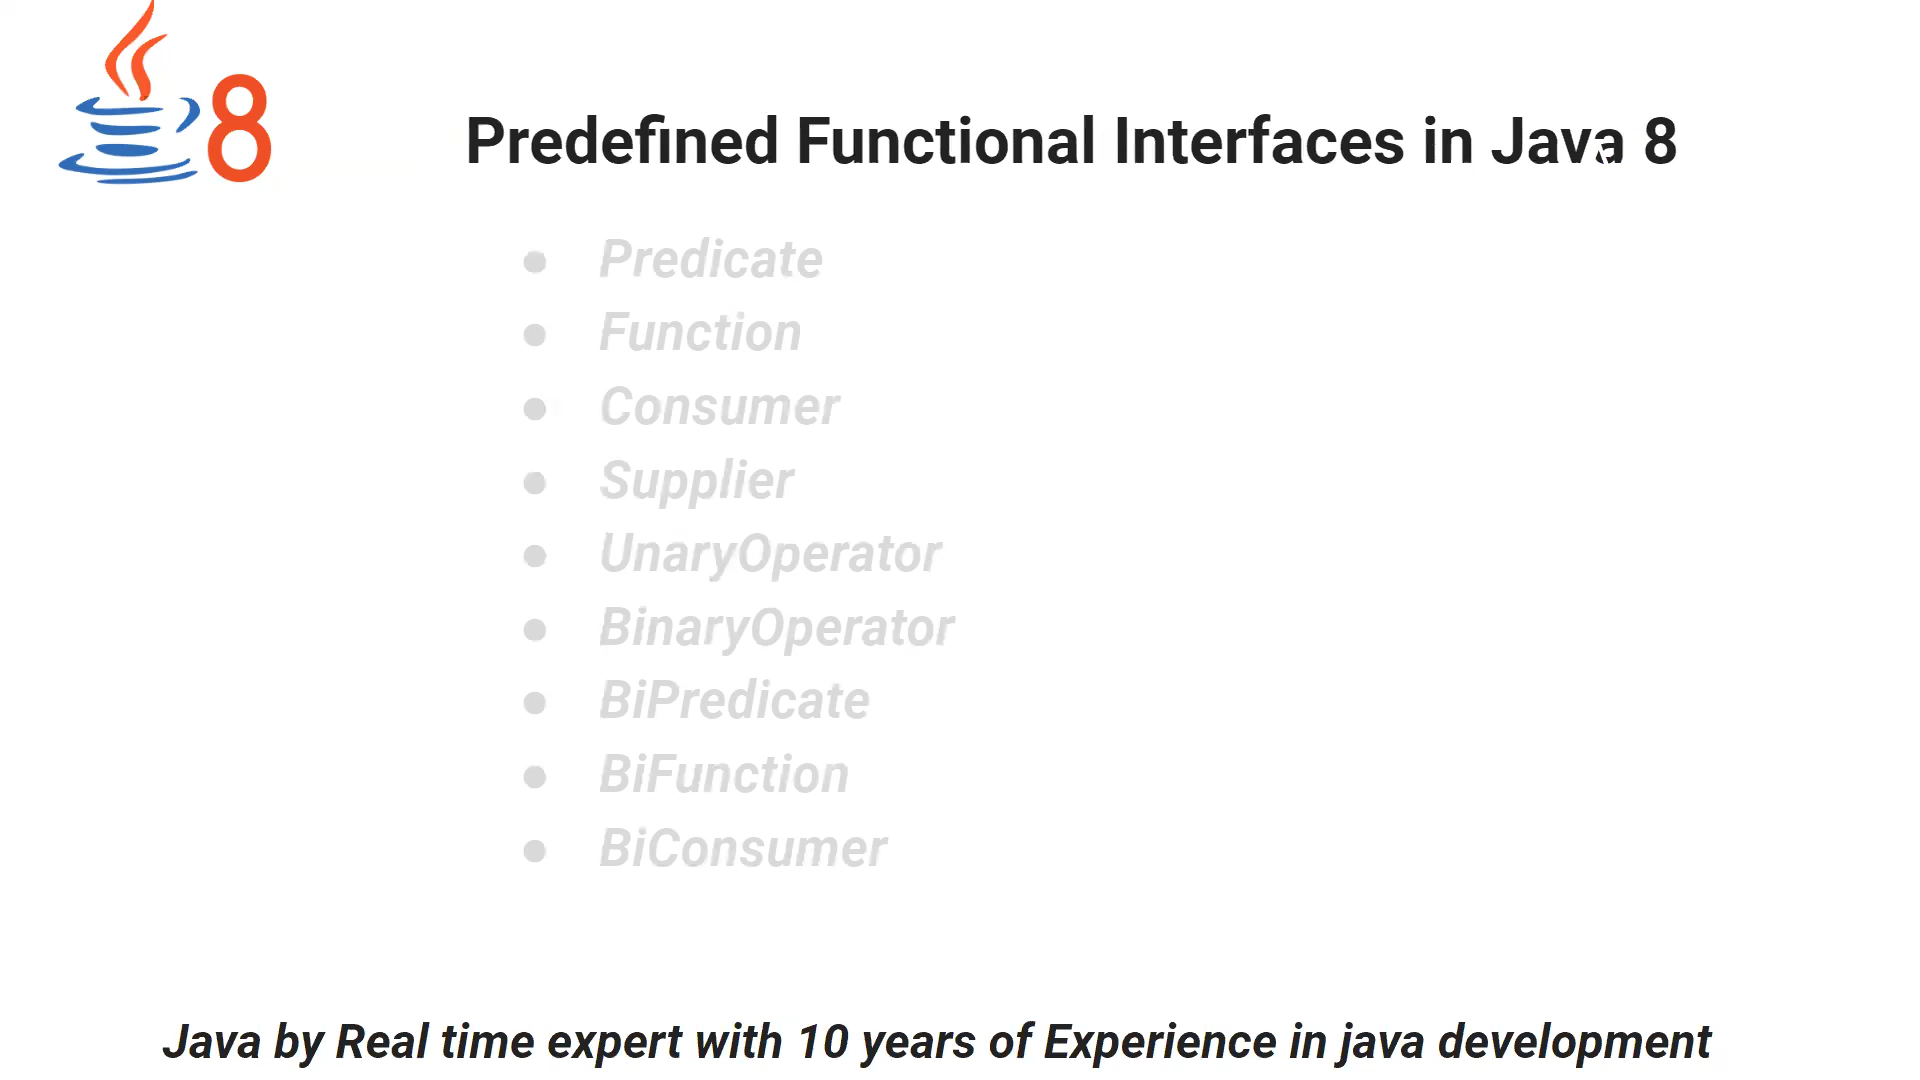 8
Predefined Functional Interfaces in Java 8
● Predicate
● Function
● Consumer
● Supplier
● UnaryOperator
● BinaryOperator
● BiPredicate
● BiFunction
● BiConsumer
Java by Real time expert with 10 years of Experience in java development